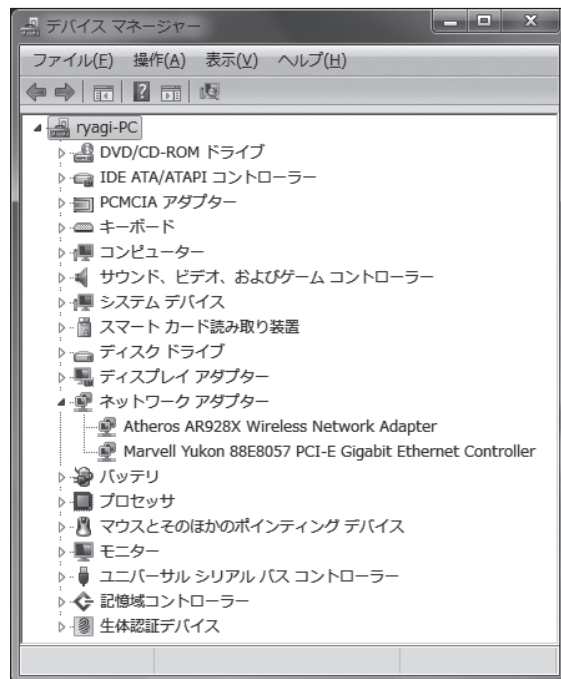 デバイス マネージャー
ファイル(F) 操作(A) 表示(V) ヘルプ(H)
ryagi-PC
DVD/CD-ROM ドライブ
IDE ATA/ATAPI コントローラー
PCMCIA アダプター
キーボード
コンピューター
サウンド、ビデオ、およびゲーム コントローラー
システム デバイス
スマート カード読み取り装置
ディスク ドライブ
ディスプレイ アダプター
ネットワーク アダプター
Atheros AR928X Wireless Network Adapter
Marvell Yukon 88E8057 PCI-E Gigabit Ethernet Controller
バッテリ
プロセッサ
マウスとそのほかのポインティング デバイス
モニター
ユニバーサル シリアル バス コントローラー
記憶域コントローラー
生体認証デバイス